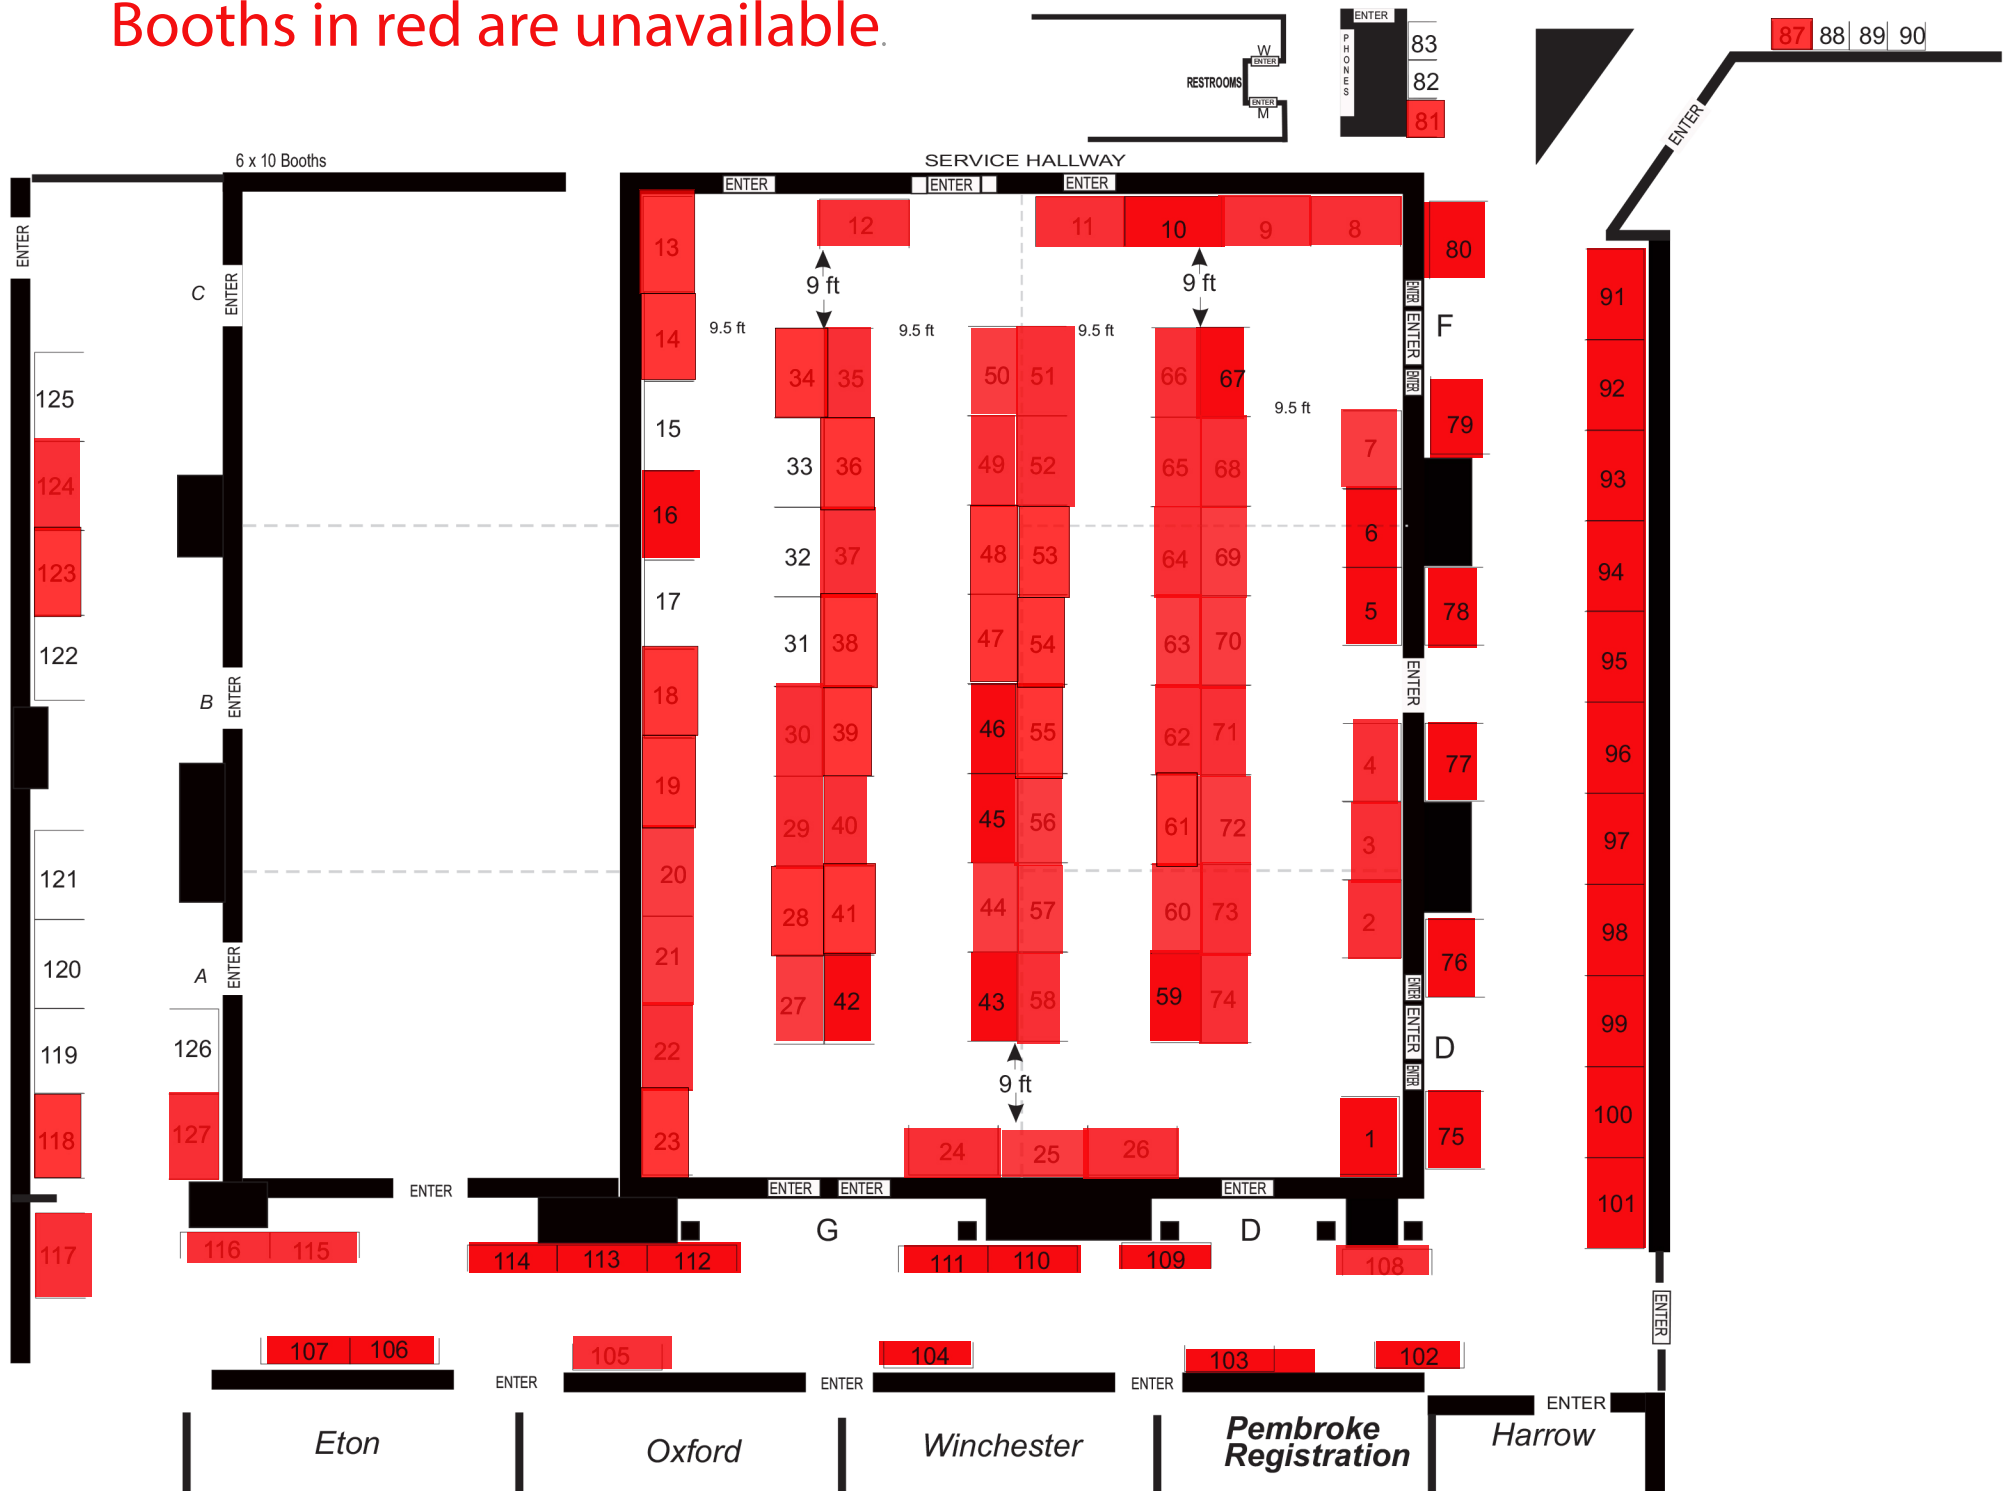 Booths in red are unavailable.
ENTER
PHONES
83
82
81
W
ENTER
RESTROOMS
ENTER
M
87 88 89 90
ENTER
6 x 10 Booths
SERVICE HALLWAY
ENTER
ENTER
ENTER
ENTER
C
ENTER
13
12
11 10 9 8
80
9 ft
9 ft
ENTER
F
ENTER
ENTER
91
14
9.5 ft
9.5 ft
9.5 ft
9.5 ft
34 35
50 51
66 67
79
92
125
15
33 36
49 52
65 68
7
93
124
16
32 37
48 53
64 69
6
94
123
17
31 38
47 54
63 70
5
78
95
122
18
B
ENTER
ENTER
30 39
46 55
62 71
4
77
96
19
29 40
45 56
61 72
3
97
121
20
28 41
44 57
60 73
2
98
120
A
ENTER
21
27 42
43 58
59 74
76
99
119
126
22
9 ft
ENTER
ENTER
D
ENTER
100
118
127
23
24 25 26
1
75
101
ENTER
ENTER
ENTER
ENTER
G
D
117
116 115
114 113 112
111 110
109
108
ENTER
107 106
105
104
103
102
ENTER
ENTER
ENTER
ENTER
Eton
Oxford
Winchester
Pembroke
Registration
Harrow